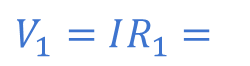 V₁ = IR₁ =